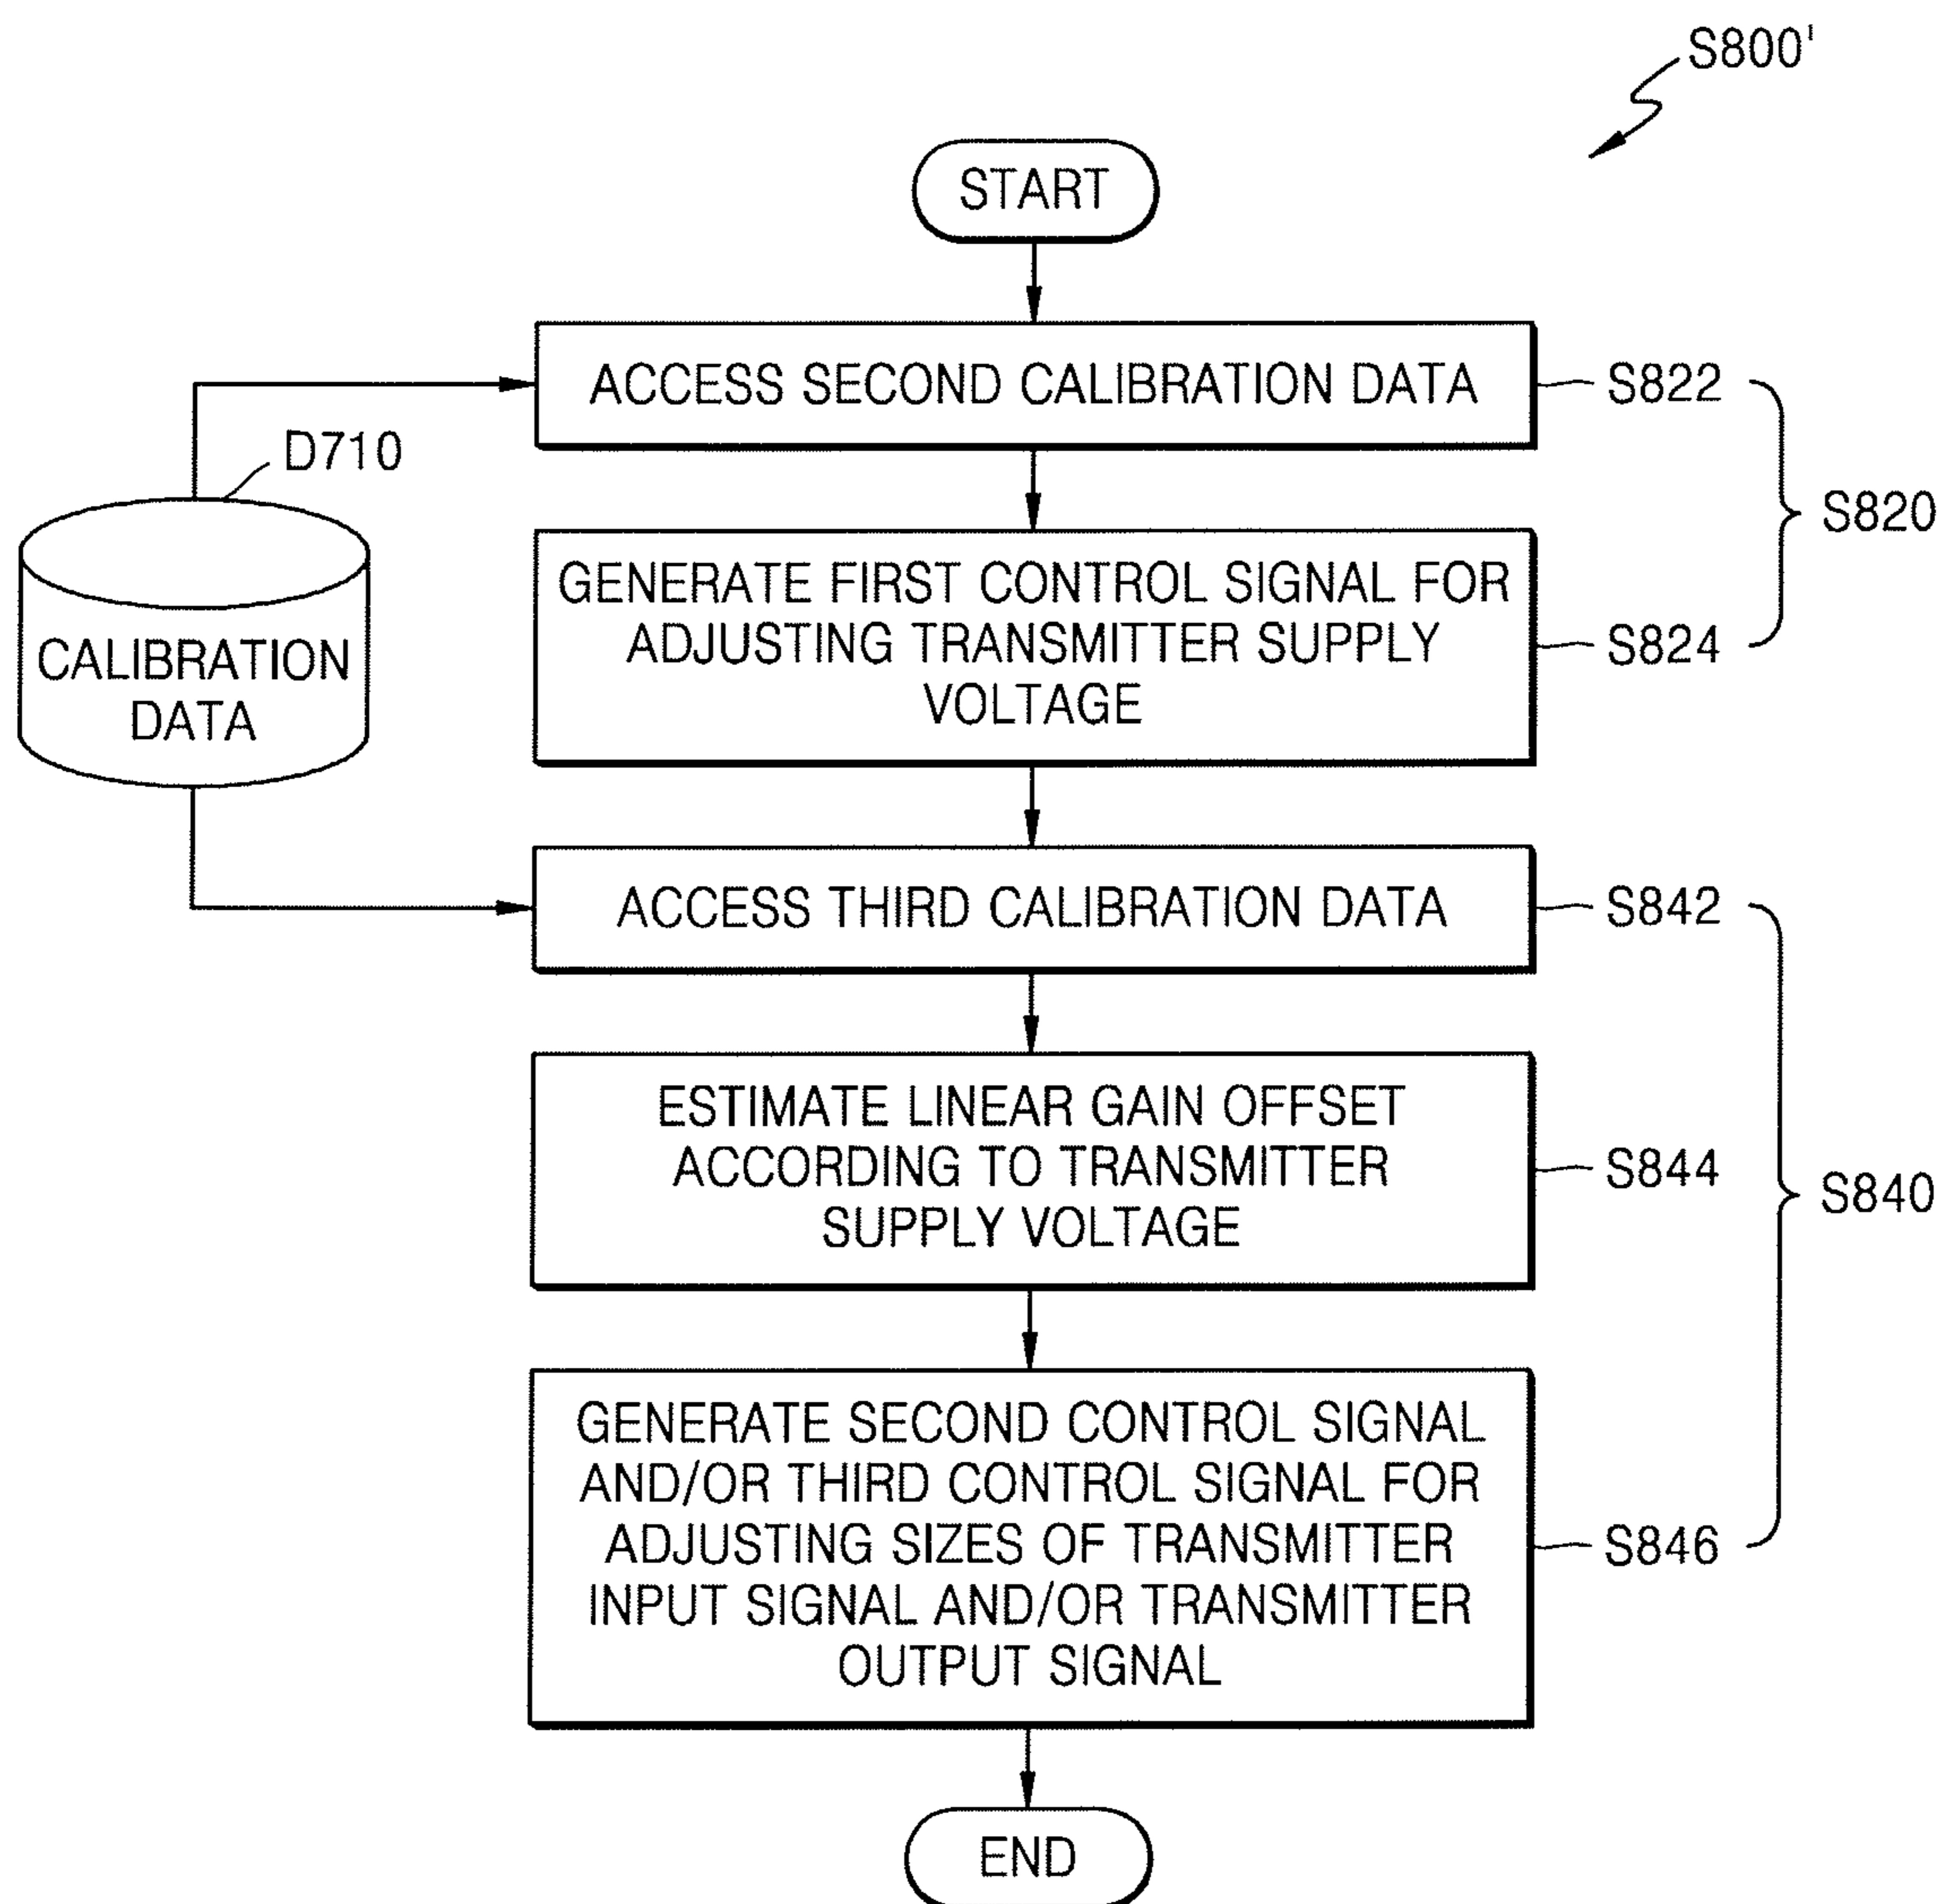 S800'
START
ACCESS SECOND CALIBRATION DATA
S822
D710
S820
GENERATE FIRST CONTROL SIGNAL FOR
ADJUSTING TRANSMITTER SUPPLY
VOLTAGE
S824
CALIBRATION
DATA
ACCESS THIRD CALIBRATION DATA
S842
ESTIMATE LINEAR GAIN OFFSET
ACCORDING TO TRANSMITTER
SUPPLY VOLTAGE
S844
S840
GENERATE SECOND CONTROL SIGNAL
AND/OR THIRD CONTROL SIGNAL FOR
ADJUSTING SIZES OF TRANSMITTER
INPUT SIGNAL AND/OR TRANSMITTER
OUTPUT SIGNAL
S846
END